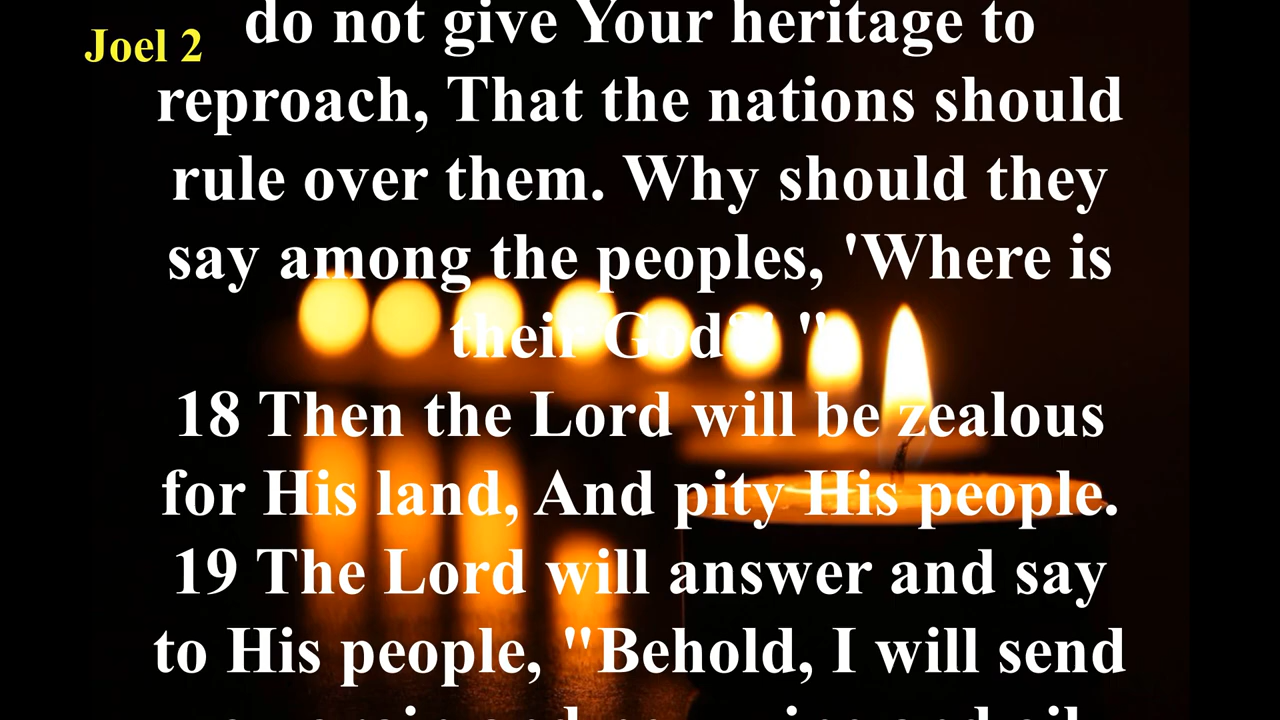 Joel 2
do not give Your heritage to
reproach, That the nations should
rule over them. Why should they
say among the peoples, 'Where is
their God?' "
18 Then the Lord will be zealous
for His land, And pity His people.
19 The Lord will answer and say
to His people, "Behold, I will send